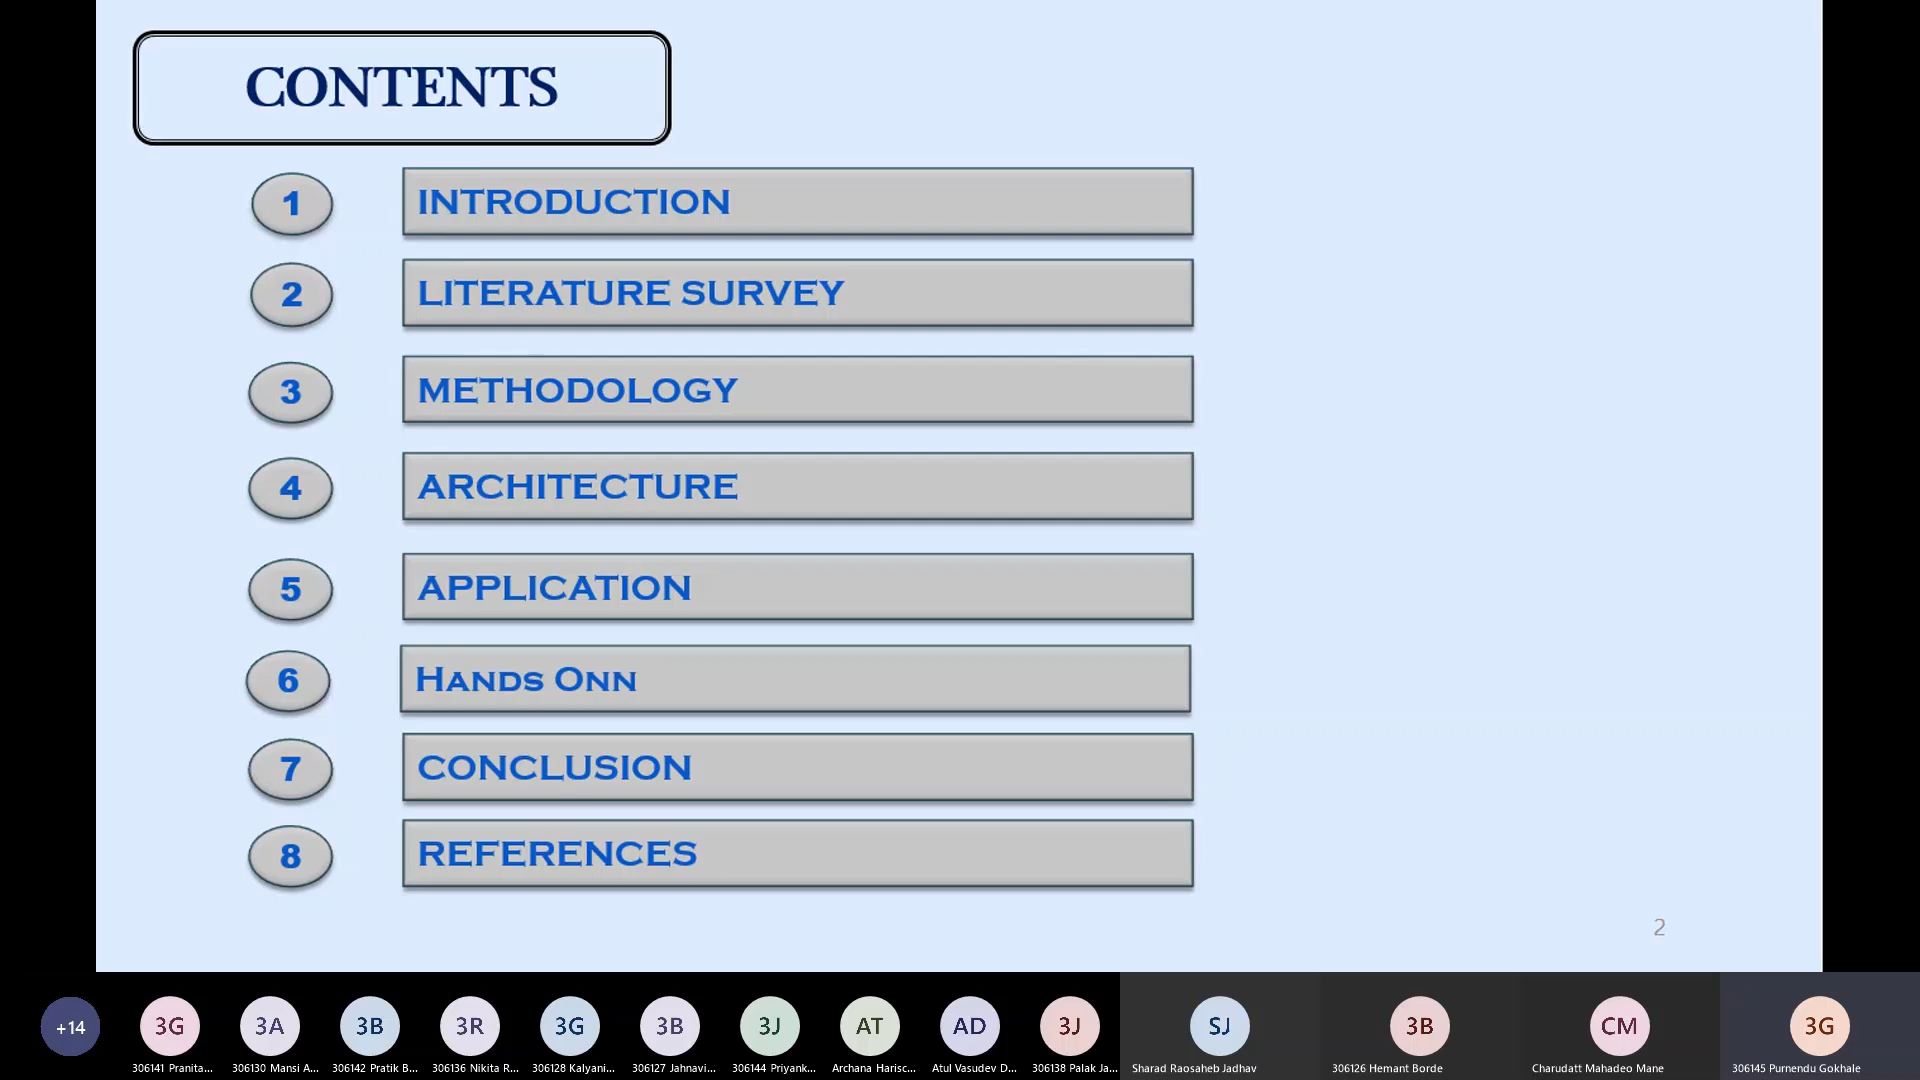 CONTENTS
1 INTRODUCTION
2 LITERATURE SURVEY
3 METHODOLOGY
4 ARCHITECTURE
5 APPLICATION
6 Hands Onn
7 CONCLUSION
8 REFERENCES
2
+14 3G 3A 3B 3R 3G 3B 3J AT AD 3J SJ 3B CM 3G
306141 Pranita... 306130 Mansi A... 306142 Pratik B... 306136 Nikita R... 306128 Kalyani... 306127 Jahnavi... 306144 Priyank... Archana Harisc... Atul Vasudev D... 306138 Palak Ja... Sharad Raosaheb Jadhav 306126 Hemant Borde Charudatt Mahadeo Mane 306145 Purnendu Gokhale